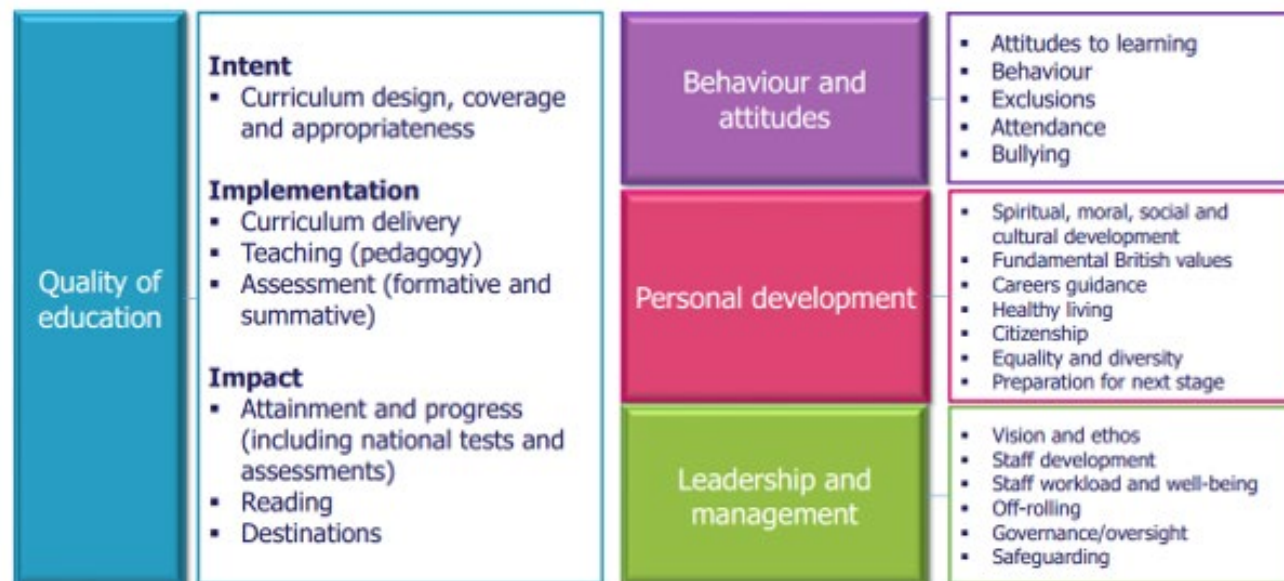 Quality of
education
Intent
▪ Curriculum design, coverage
and appropriateness
Implementation
▪ Curriculum delivery
▪ Teaching (pedagogy)
▪ Assessment (formative and
summative)
Impact
▪ Attainment and progress
(including national tests and
assessments)
▪ Reading
▪ Destinations
Behaviour and
attitudes
▪ Attitudes to learning
▪ Behaviour
▪ Exclusions
▪ Attendance
▪ Bullying
Personal development
▪ Spiritual, moral, social and
cultural development
▪ Fundamental British values
▪ Careers guidance
▪ Healthy living
▪ Citizenship
▪ Equality and diversity
▪ Preparation for next stage
Leadership and
management
▪ Vision and ethos
▪ Staff development
▪ Staff workload and well-being
▪ Off-rolling
▪ Governance/oversight
▪ Safeguarding